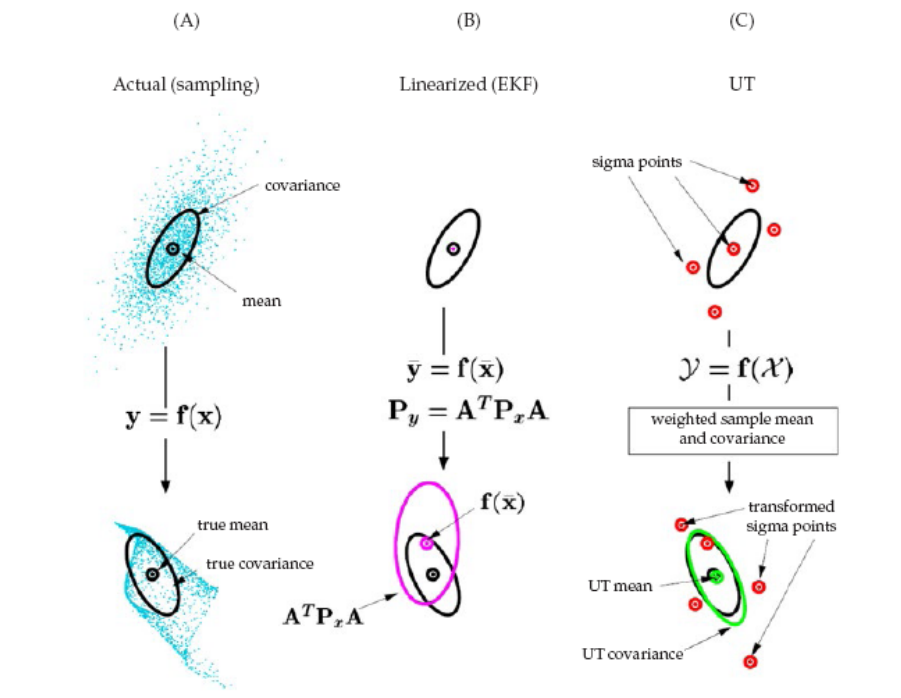 (A)
(B)
(C)
Actual (sampling)
Linearized (EKF)
UT
sigma points
covariance
mean
y = f(x)
ȳ = f(x̄)
P_y = A^T P_x A
𝒴 = f(𝒳)
weighted sample mean
and covariance
true mean
true covariance
f(x̄)
A^T P_x A
transformed
sigma points
UT mean
UT covariance